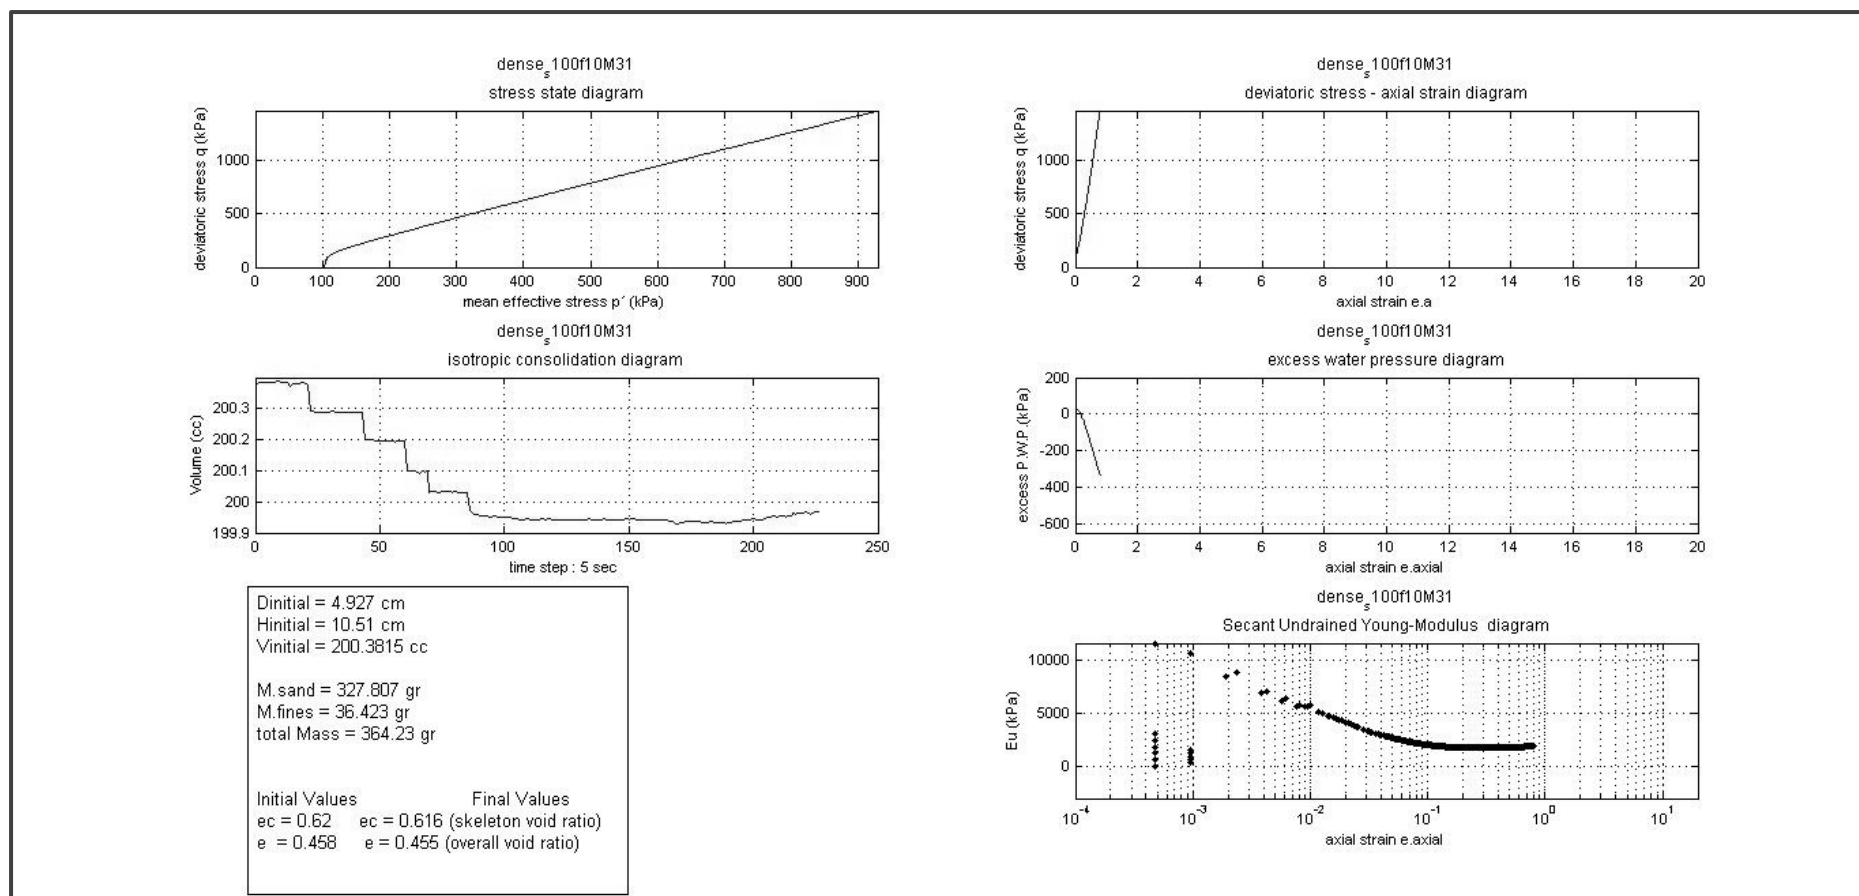 dense_s100f10M31
stress state diagram
deviatoric stress q (kPa)
1000
500
0
0 100 200 300 400 500 600 700 800 900
mean effective stress p´ (kPa)
dense_s100f10M31
isotropic consolidation diagram
Volume (cc)
200.3
200.2
200.1
200
199.9
0 50 100 150 200 250
time step : 5 sec
Dinitial = 4.927 cm
Hinitial = 10.51 cm
Vinitial = 200.3815 cc
M.sand = 327.807 gr
M.fines = 36.423 gr
total Mass = 364.23 gr
Initial Values Final Values
ec = 0.62 ec = 0.616 (skeleton void ratio)
e = 0.458 e = 0.455 (overall void ratio)
dense_s100f10M31
deviatoric stress - axial strain diagram
deviatoric stress q (kPa)
1000
500
0
0 2 4 6 8 10 12 14 16 18 20
axial strain e.a
dense_s100f10M31
excess water pressure diagram
excess P.W.P.(kPa)
200
0
-200
-400
-600
0 2 4 6 8 10 12 14 16 18 20
axial strain e.axial
dense_s100f10M31
Secant Undrained Young-Modulus diagram
Eu (kPa)
10000
5000
0
10^-4 10^-3 10^-2 10^-1 10^0 10^1
axial strain e.axial